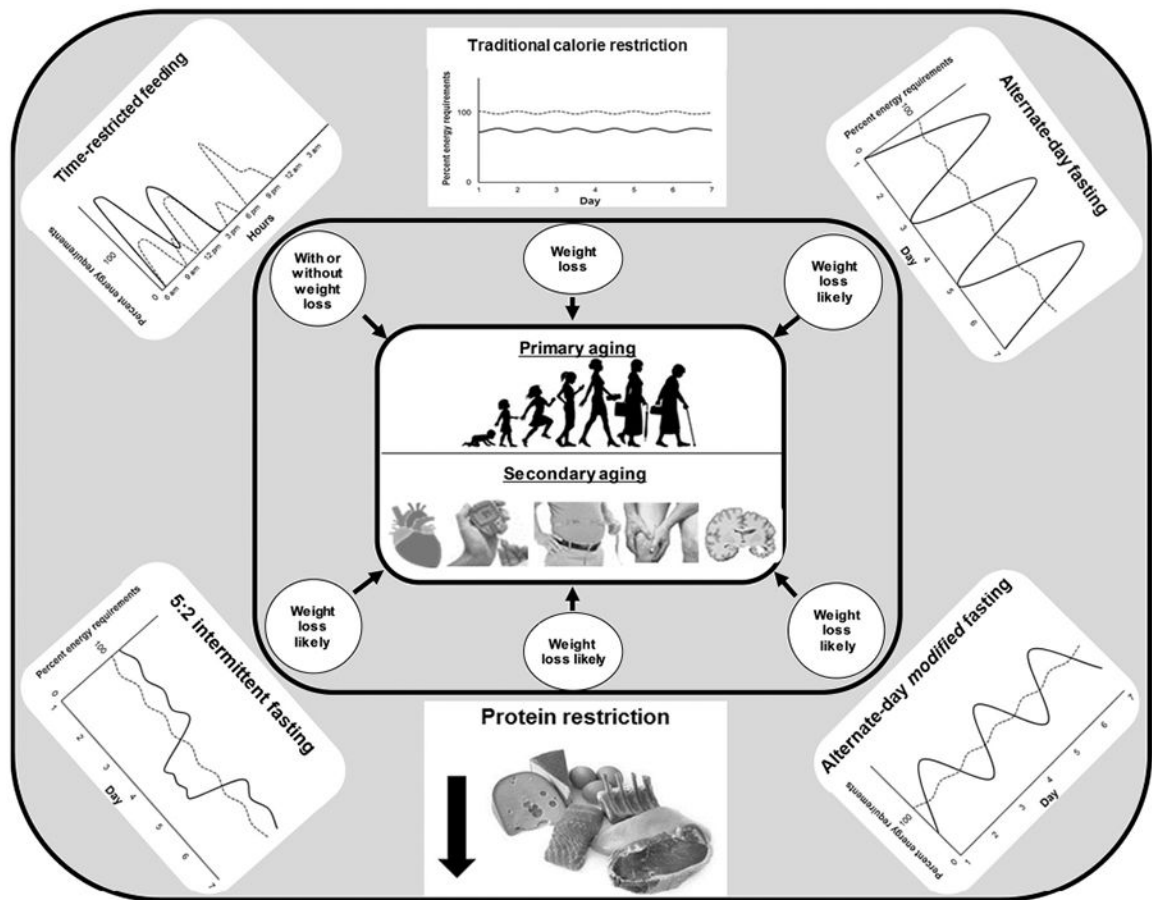 Time-restricted feeding
Percent energy requirements
100
0
6 am
9 am
12 pm
3 pm
6 pm
9 pm
12 am
3 am
Hours
Traditional calorie restriction
Percent energy requirements
100
0
1 2 3 4 5 6 7
Day
Alternate-day fasting
Percent energy requirements
100
0
1
2
3
4
5
6
7
Day
With or
without
weight
loss
Weight
loss
Weight
loss
likely
Primary aging
Secondary aging
Weight
loss
likely
Weight
loss likely
Weight
loss
likely
5:2 intermittent fasting
Percent energy requirements
100
0
1
2
3
4
5
6
7
Day
Protein restriction
Alternate-day modified fasting
Percent energy requirements
100
0
1
2
3
4
5
6
7
Day